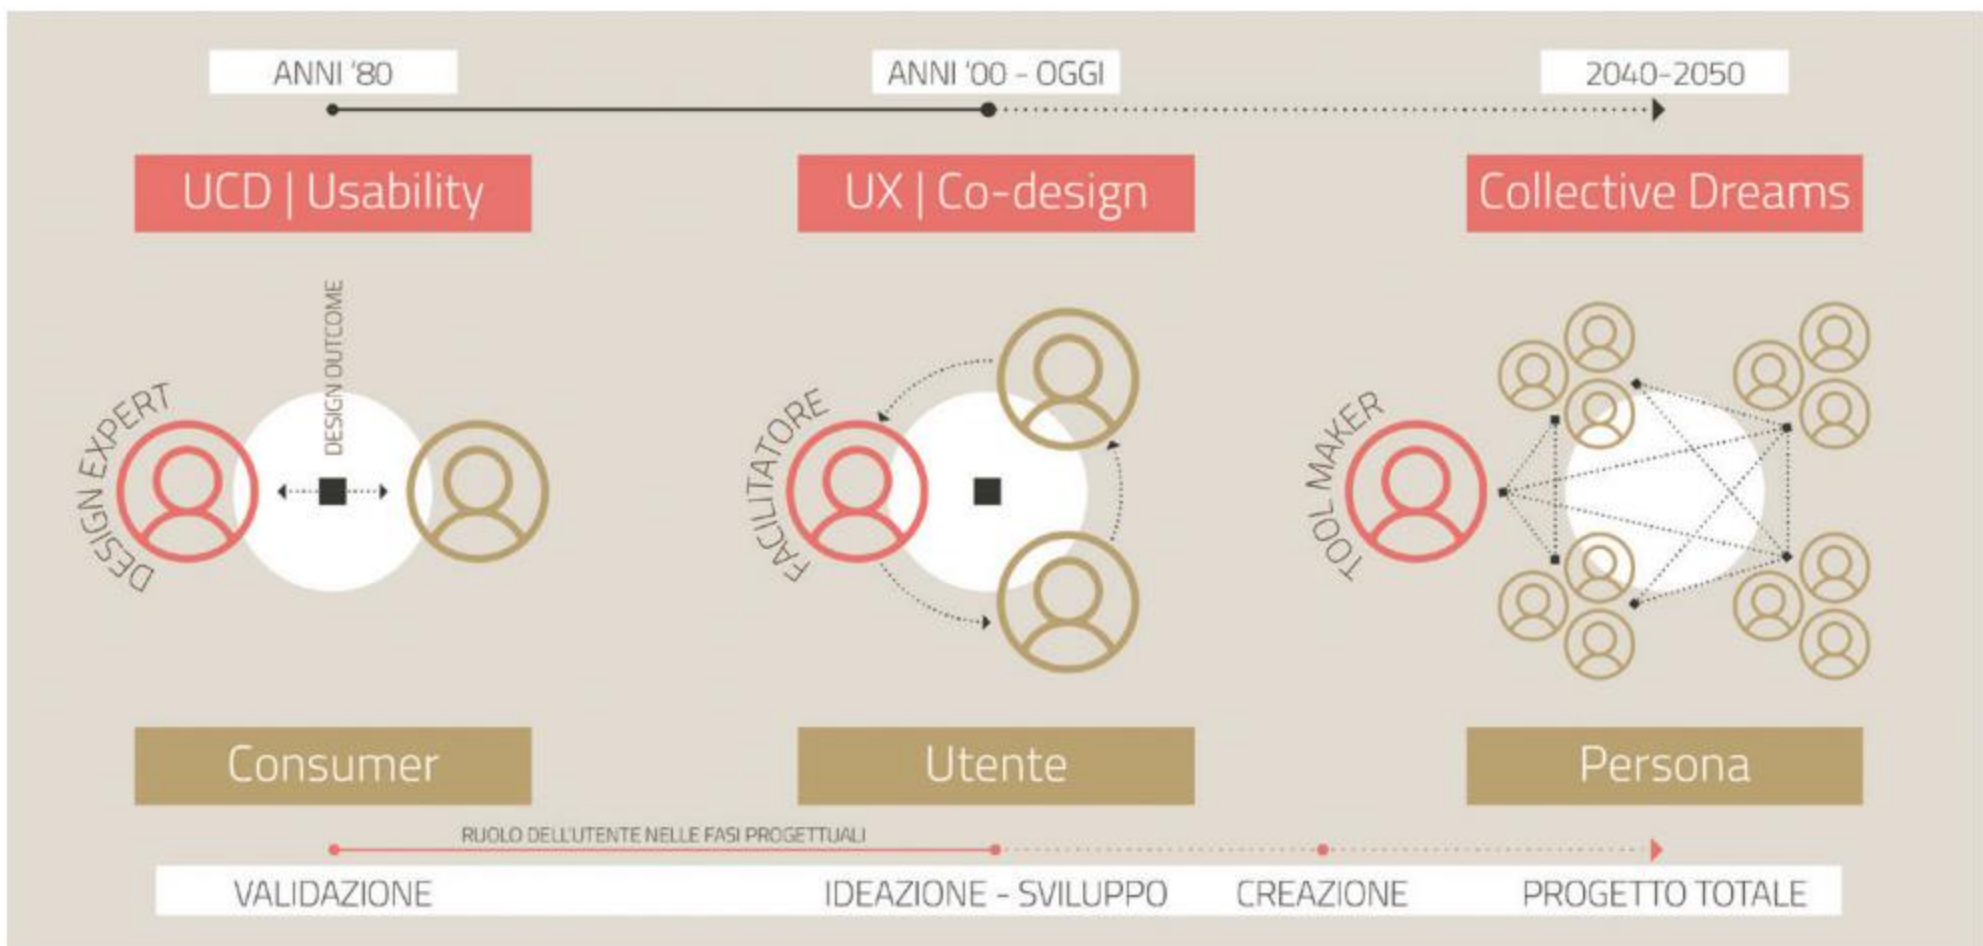 ANNI '80
ANNI '00 - OGGI
2040-2050
UCD | Usability
UX | Co-design
Collective Dreams
DESIGN EXPERT
DESIGN OUTCOME
FACILITATORE
TOOL MAKER
Consumer
Utente
Persona
RUOLO DELL'UTENTE NELLE FASI PROGETTUALI
VALIDAZIONE
IDEAZIONE - SVILUPPO
CREAZIONE
PROGETTO TOTALE